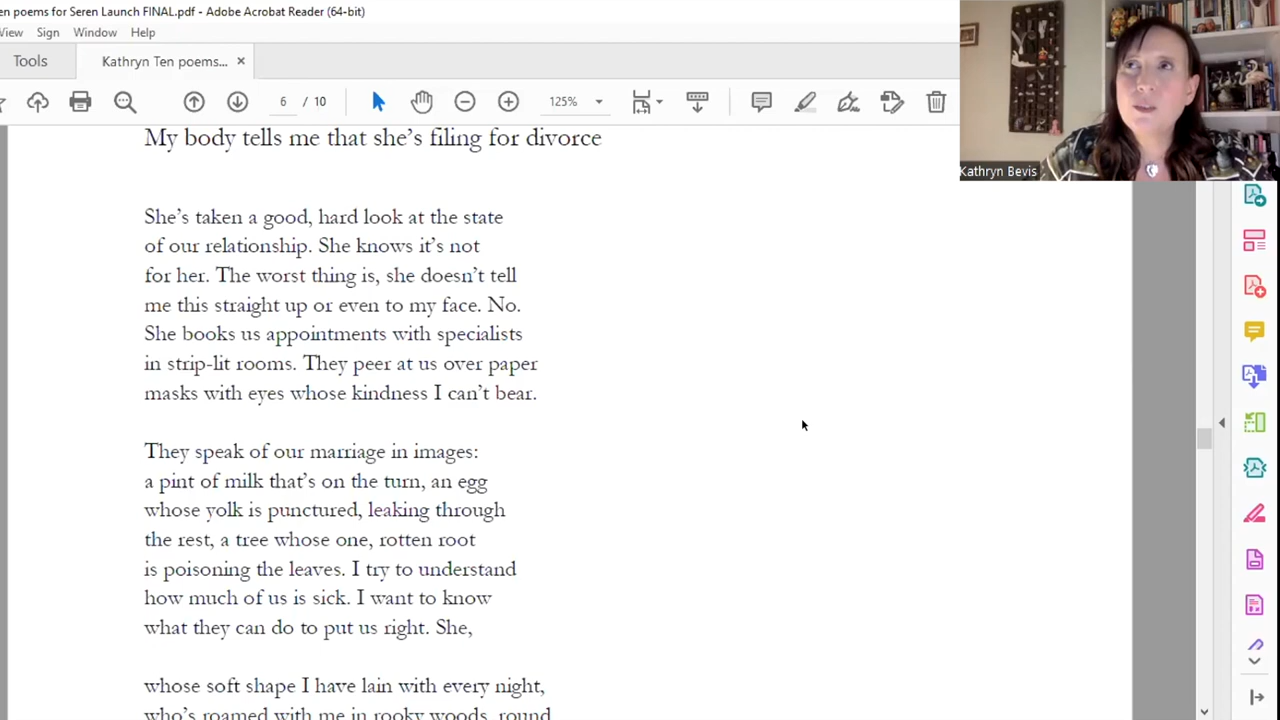 en poems for Seren Launch FINAL.pdf - Adobe Acrobat Reader (64-bit)
View Sign Window Help
Tools Kathryn Ten poems... ×
6 / 10 125%
Kathryn Bevis
My body tells me that she's filing for divorce
She's taken a good, hard look at the state
of our relationship. She knows it's not
for her. The worst thing is, she doesn't tell
me this straight up or even to my face. No.
She books us appointments with specialists
in strip-lit rooms. They peer at us over paper
masks with eyes whose kindness I can't bear.
They speak of our marriage in images:
a pint of milk that's on the turn, an egg
whose yolk is punctured, leaking through
the rest, a tree whose one, rotten root
is poisoning the leaves. I try to understand
how much of us is sick. I want to know
what they can do to put us right. She,
whose soft shape I have lain with every night,
who's roamed with me in rooky woods, round